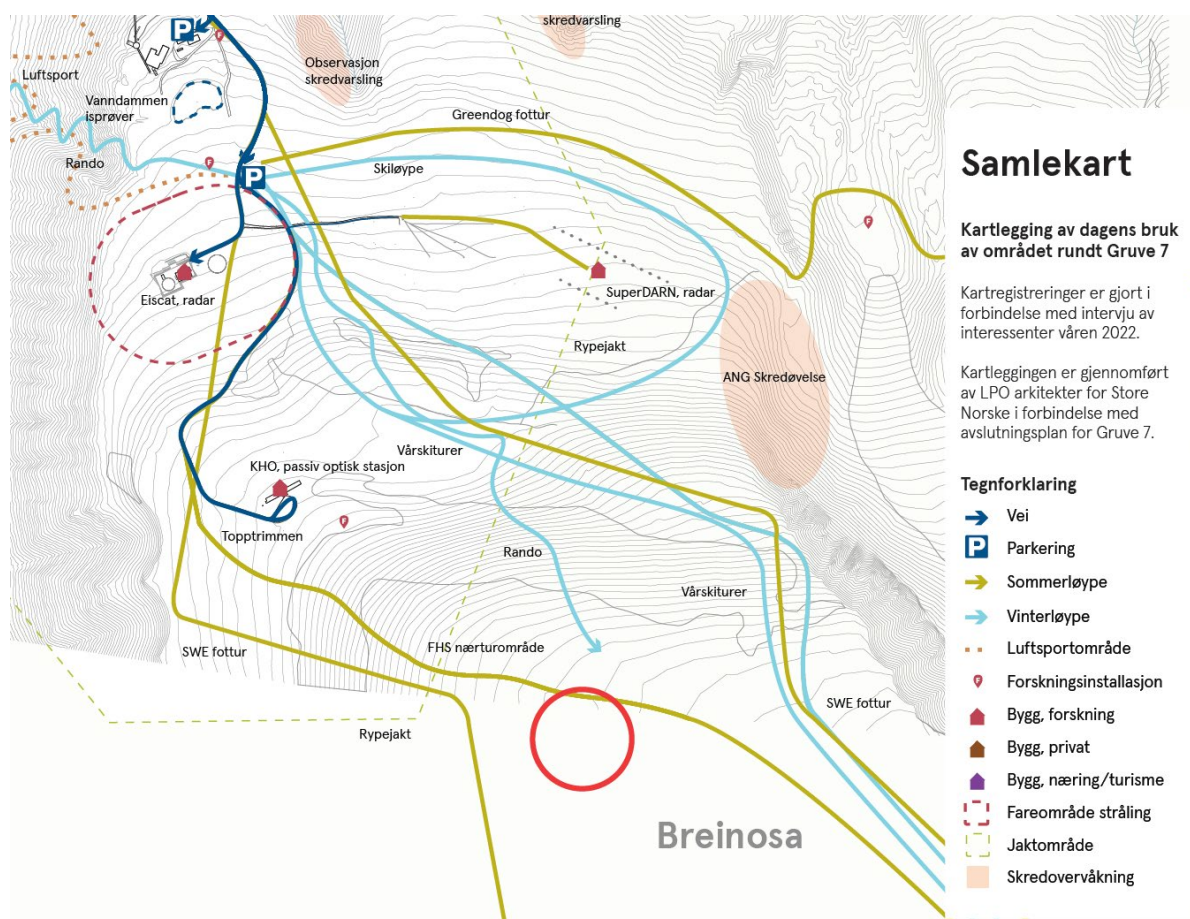 skredvarsling
P
Observasjon
skredvarsling
Luftsport
Vanndammen
isprøver
Greendog fottur
Rando
Skiløype
P
Eiscat, radar
SuperDARN, radar
Rypejakt
ANG Skredøvelse
Vårskiturer
KHO, passiv optisk stasjon
Topptrimmen
Rando
Vårskiturer
SWE fottur
FHS nærturområde
SWE fottur
Rypejakt
Breinosa
Samlekart
Kartlegging av dagens bruk
av området rundt Gruve 7
Kartregistreringer er gjort i
forbindelse med intervju av
interessenter våren 2022.
Kartleggingen er gjennomført
av LPO arkitekter for Store
Norske i forbindelse med
avslutningsplan for Gruve 7.
Tegnforklaring
Vei
P Parkering
Sommerløype
Vinterløype
Luftsportområde
F Forskningsinstallasjon
Bygg, forskning
Bygg, privat
Bygg, næring/turisme
Fareområde stråling
Jaktområde
Skredovervåkning